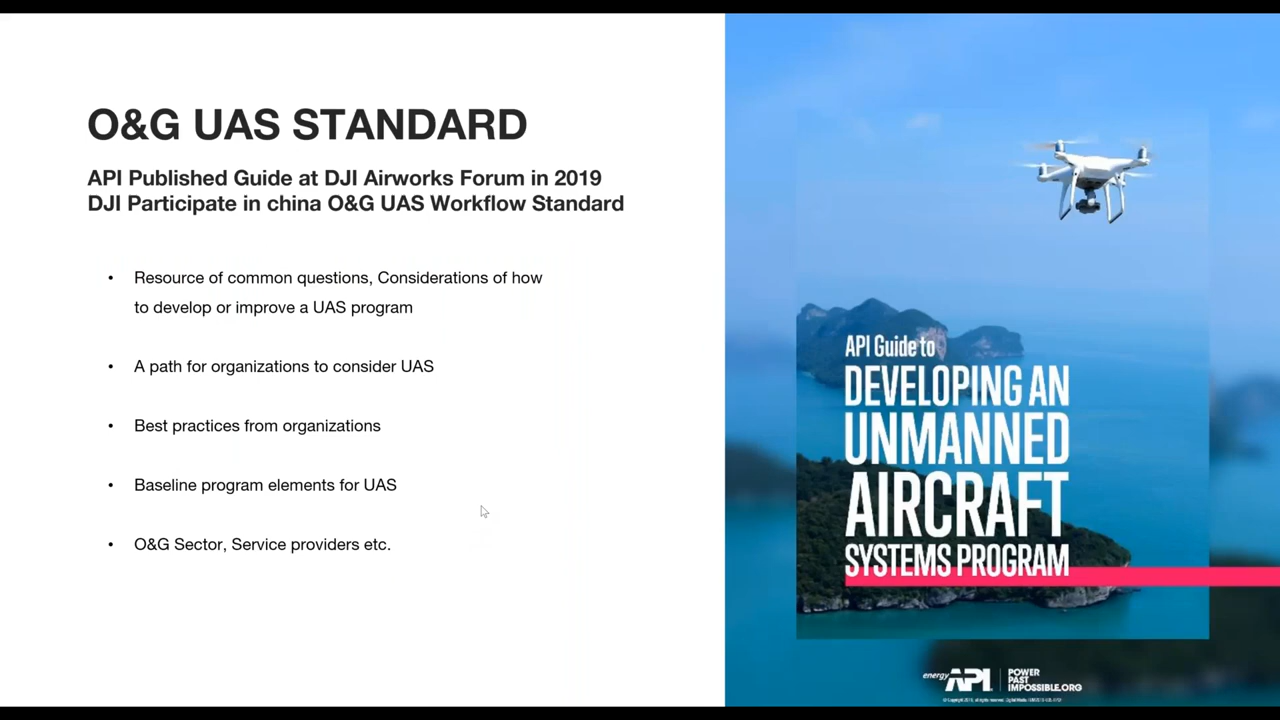 O&G UAS STANDARD
API Published Guide at DJI Airworks Forum in 2019
DJI Participate in china O&G UAS Workflow Standard
• Resource of common questions, Considerations of how
to develop or improve a UAS program
• A path for organizations to consider UAS
• Best practices from organizations
• Baseline program elements for UAS
• O&G Sector, Service providers etc.
API Guide to
DEVELOPING AN
UNMANNED
AIRCRAFT
SYSTEMS PROGRAM
energy API
POWER
PAST
IMPOSSIBLE.ORG